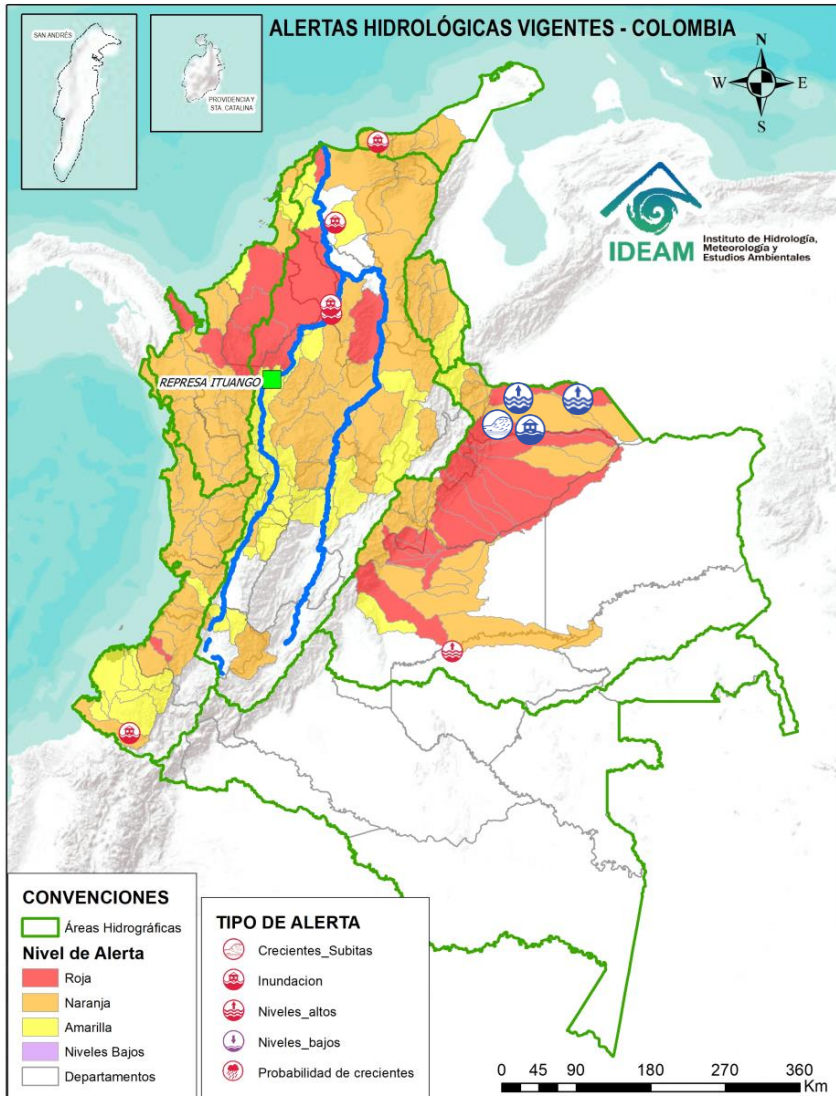 ALERTAS HIDROLÓGICAS VIGENTES - COLOMBIA
SAN ANDRÉS
PROVIDENCIA Y
STA. CATALINA
N
W
E
S
IDEAM
Instituto de Hidrología,
Meteorología y
Estudios Ambientales
REPRESA ITUANGO
CONVENCIONES
Áreas Hidrográficas
Nivel de Alerta
Roja
Naranja
Amarilla
Niveles Bajos
Departamentos
TIPO DE ALERTA
Crecientes_Subitas
Inundacion
Niveles_altos
Niveles_bajos
Probabilidad de crecientes
0 45 90 180 270 360
Km